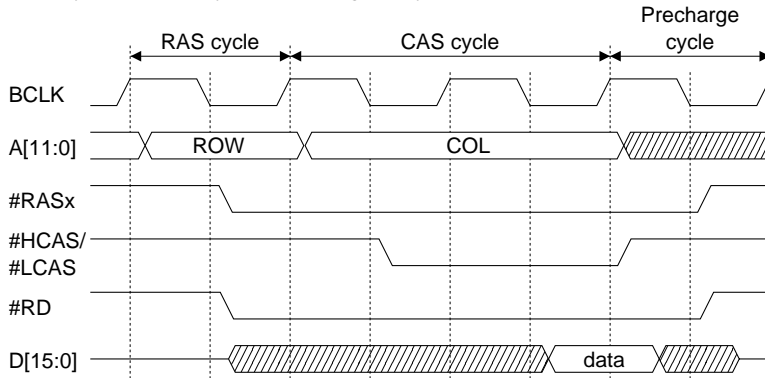 Precharge
RAS cycle CAS cycle cycle
BCLK
A[11:0] ROW COL
#RASx
#HCAS/
#LCAS
#RD
D[15:0] data